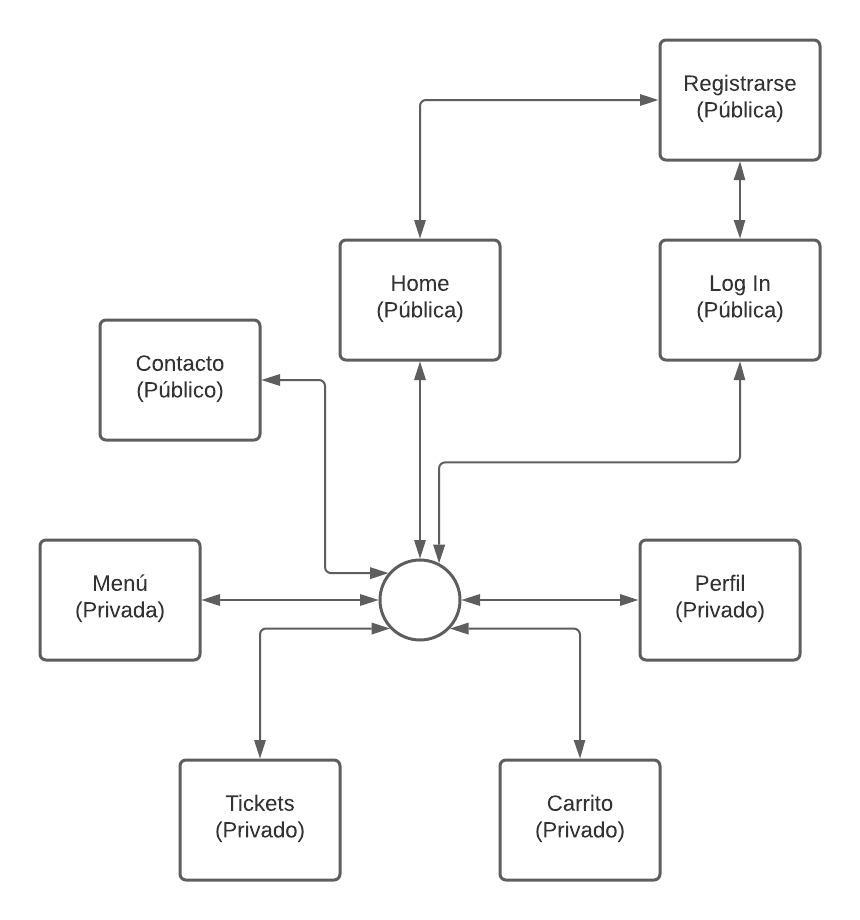 Registrarse
(Pública)
Home
(Pública)
Log In
(Pública)
Contacto
(Público)
Menú
(Privada)
Perfil
(Privado)
Tickets
(Privado)
Carrito
(Privado)